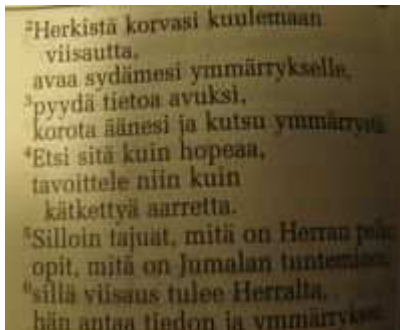 ²Herkistä korvasi kuulemaan
viisautta,
avaa sydämesi ymmärrykselle,
³pyydä tietoa avuksi,
korota äänesi ja kutsu
⁴Etsi sitä kuin hopeaa,
tavoittele niin kuin
kätkettyä aarretta.
⁵Silloin tajuat, mitä on Herran
opit, mitä on Jumalan
⁶sillä viisaus tulee Herralta,
hän antaa tiedon ja